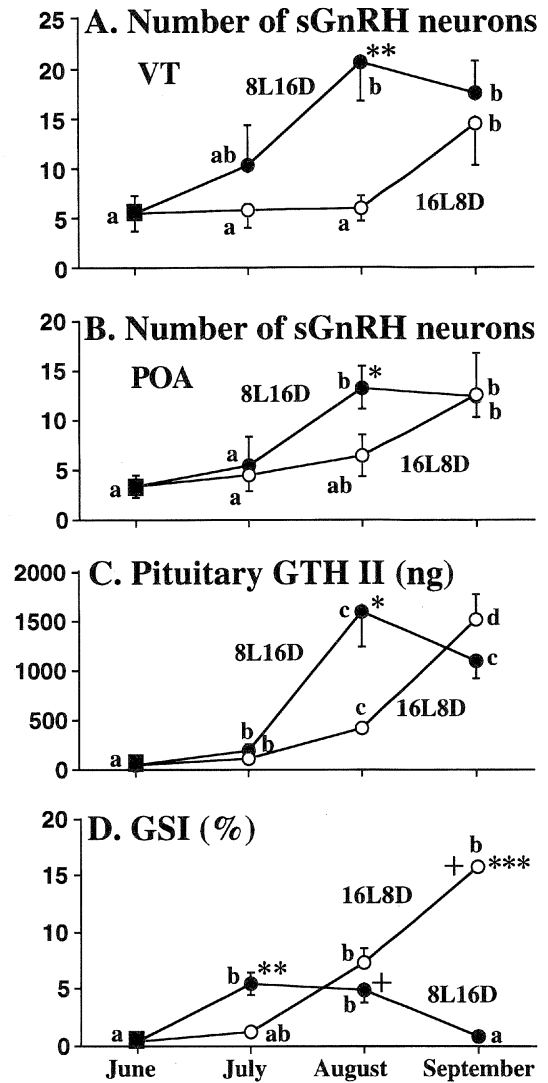 A. Number of sGnRH neurons
VT
25
20
15
10
5
0
8L16D
16L8D
a
ab
a
**
b
a
b
b
B. Number of sGnRH neurons
POA
20
15
10
5
0
8L16D
16L8D
a
a
a
b *
ab
b
b
C. Pituitary GTH II (ng)
2000
1500
1000
500
0
8L16D
16L8D
a
b
b
c *
c
d
c
D. GSI (%)
20
15
10
5
0
16L8D
8L16D
a
b **
ab
b
+
b
b
+ ***
a
June July August September